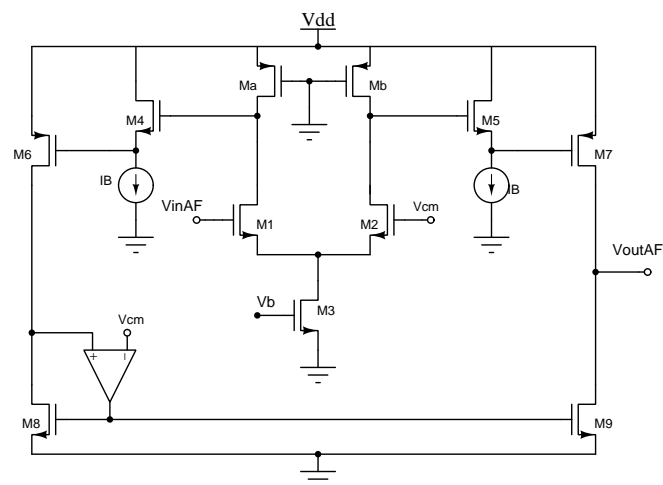 Vdd
Ma
Mb
M4
M5
M6
M7
IB
IB
VinAF
M1
M2
Vcm
VoutAF
Vb
M3
Vcm
+
−
M8
M9